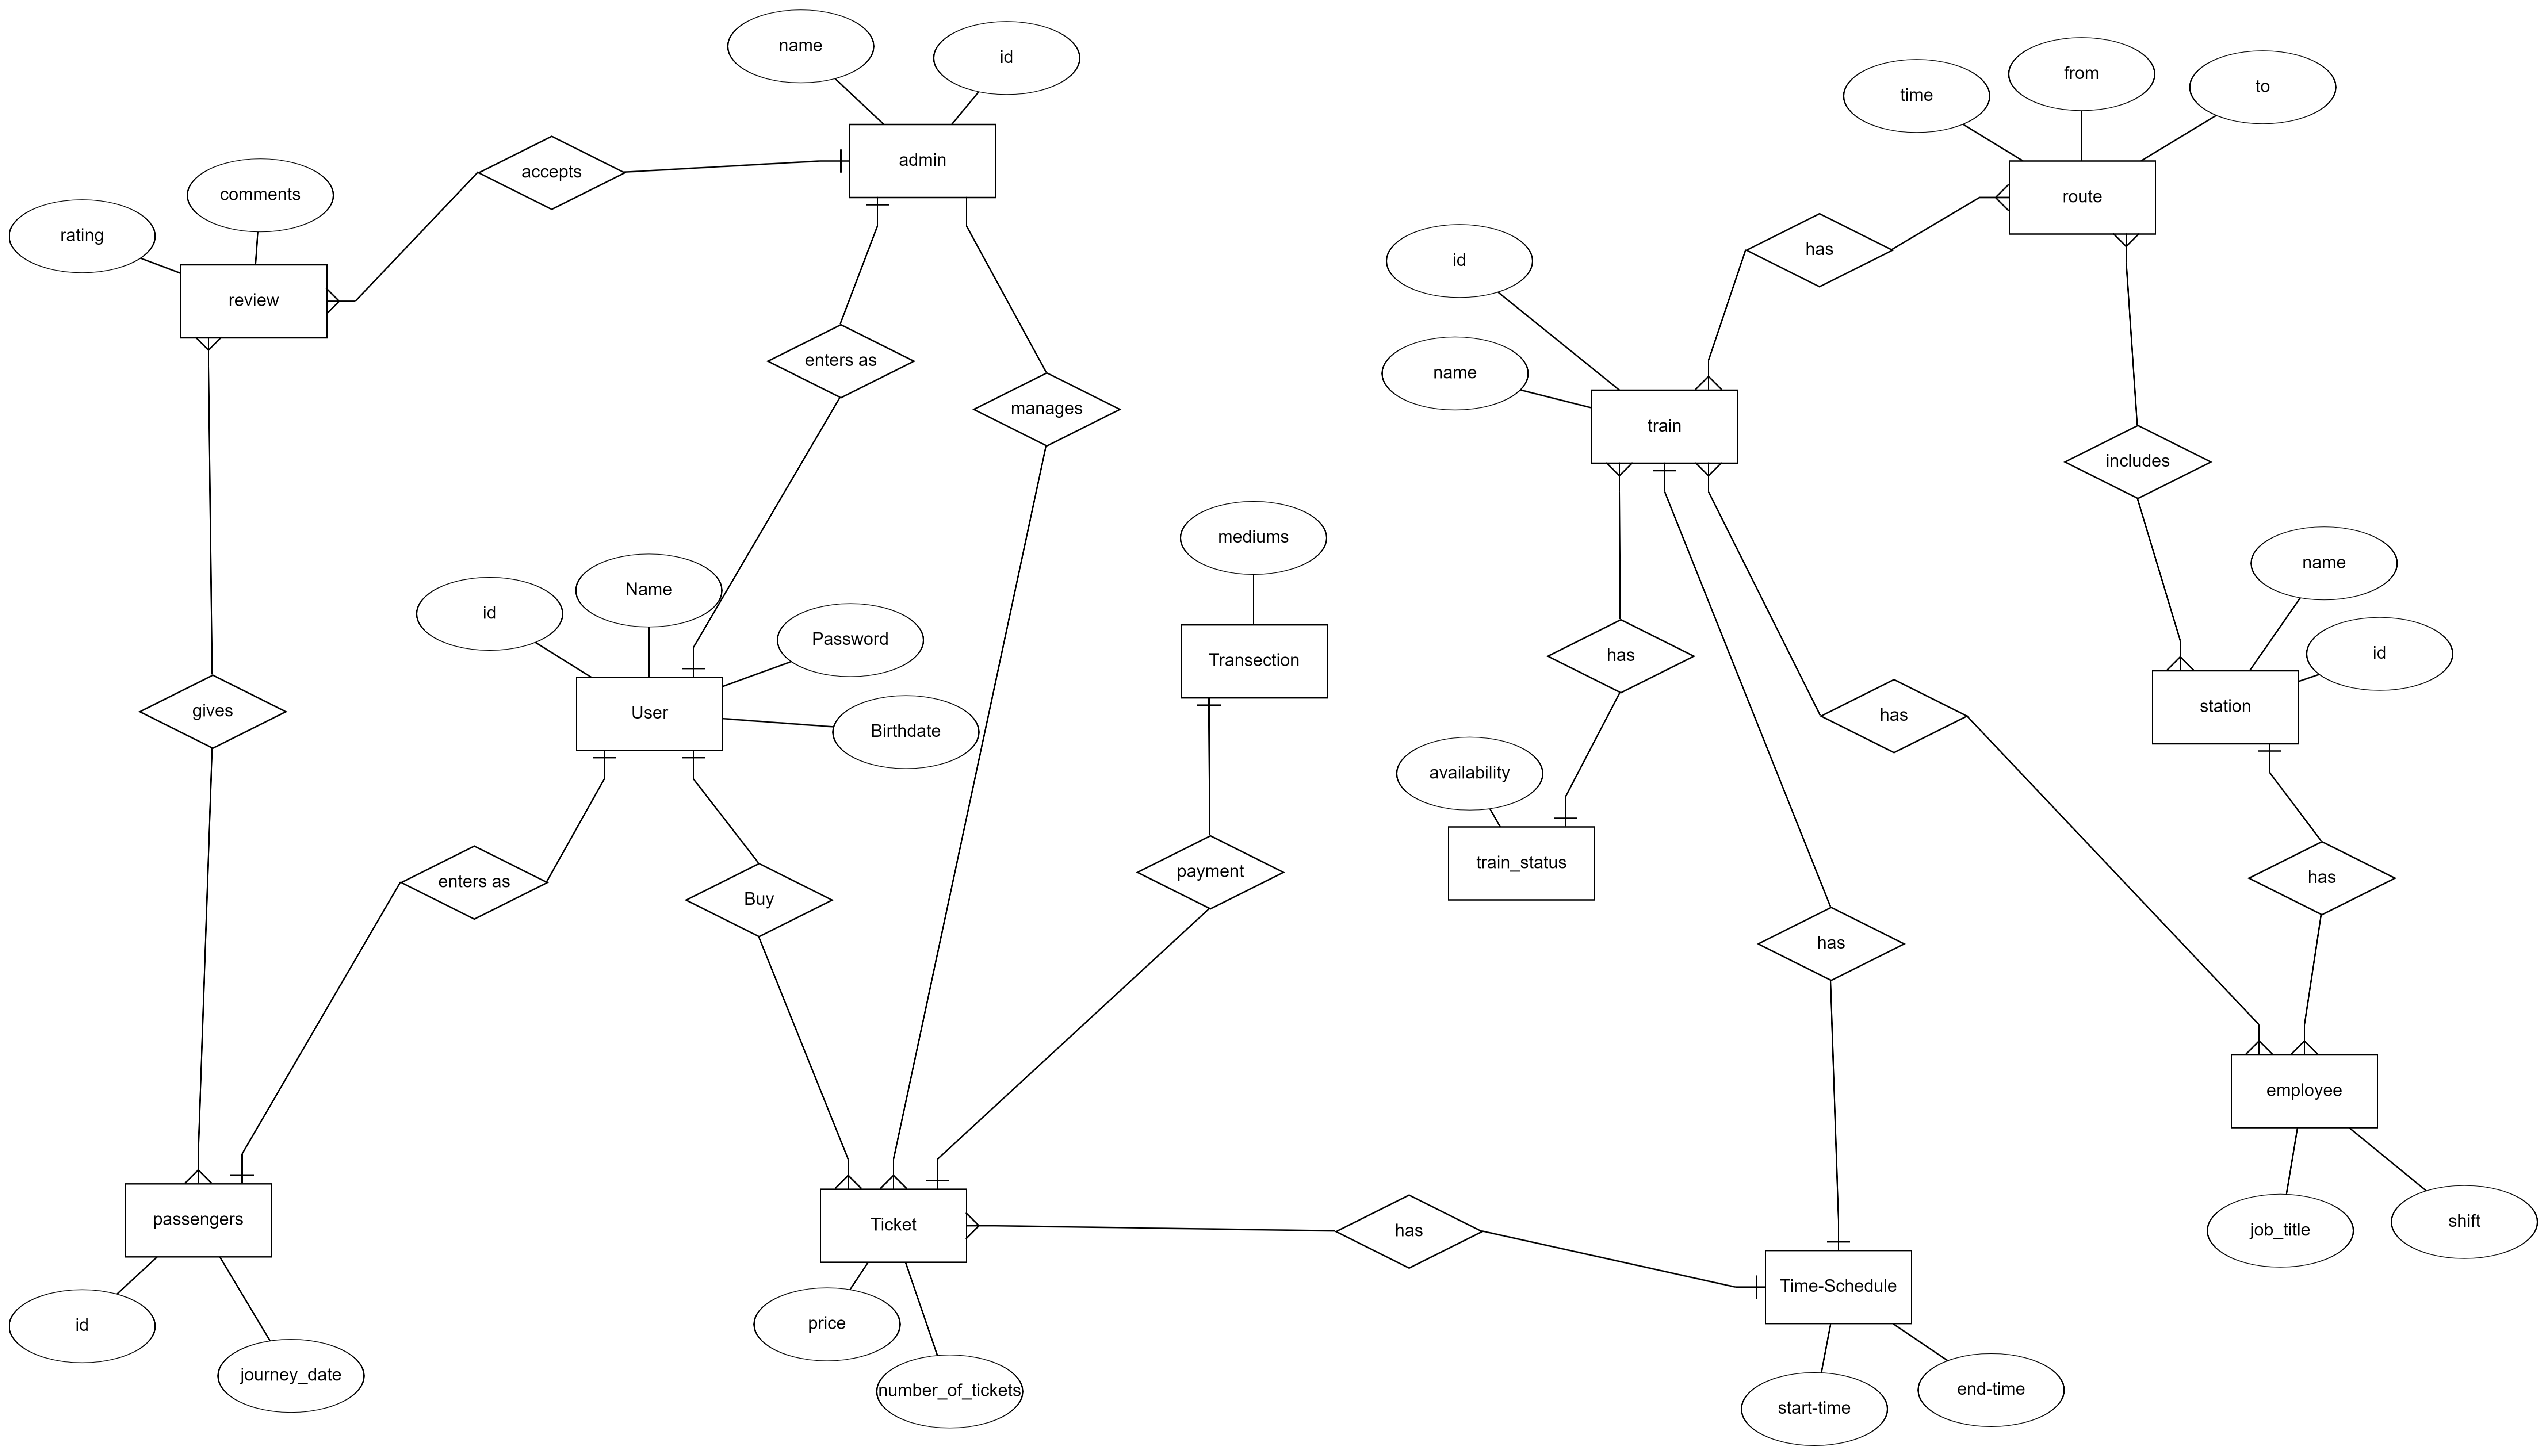 name
id
from
to
time
admin
accepts
comments
route
rating
has
id
review
enters as
name
manages
train
includes
mediums
name
Name
id
Password
has
id
Transection
station
User
gives
has
Birthdate
availability
train_status
payment
has
enters as
Buy
has
employee
passengers
Ticket
has
shift
job_title
Time-Schedule
id
price
journey_date
number_of_tickets
end-time
start-time